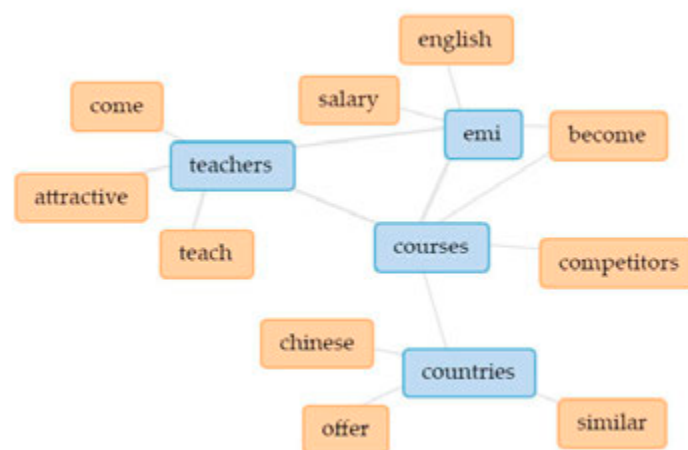 english
come
salary
emi
become
teachers
attractive
teach
courses
competitors
chinese
countries
offer
similar